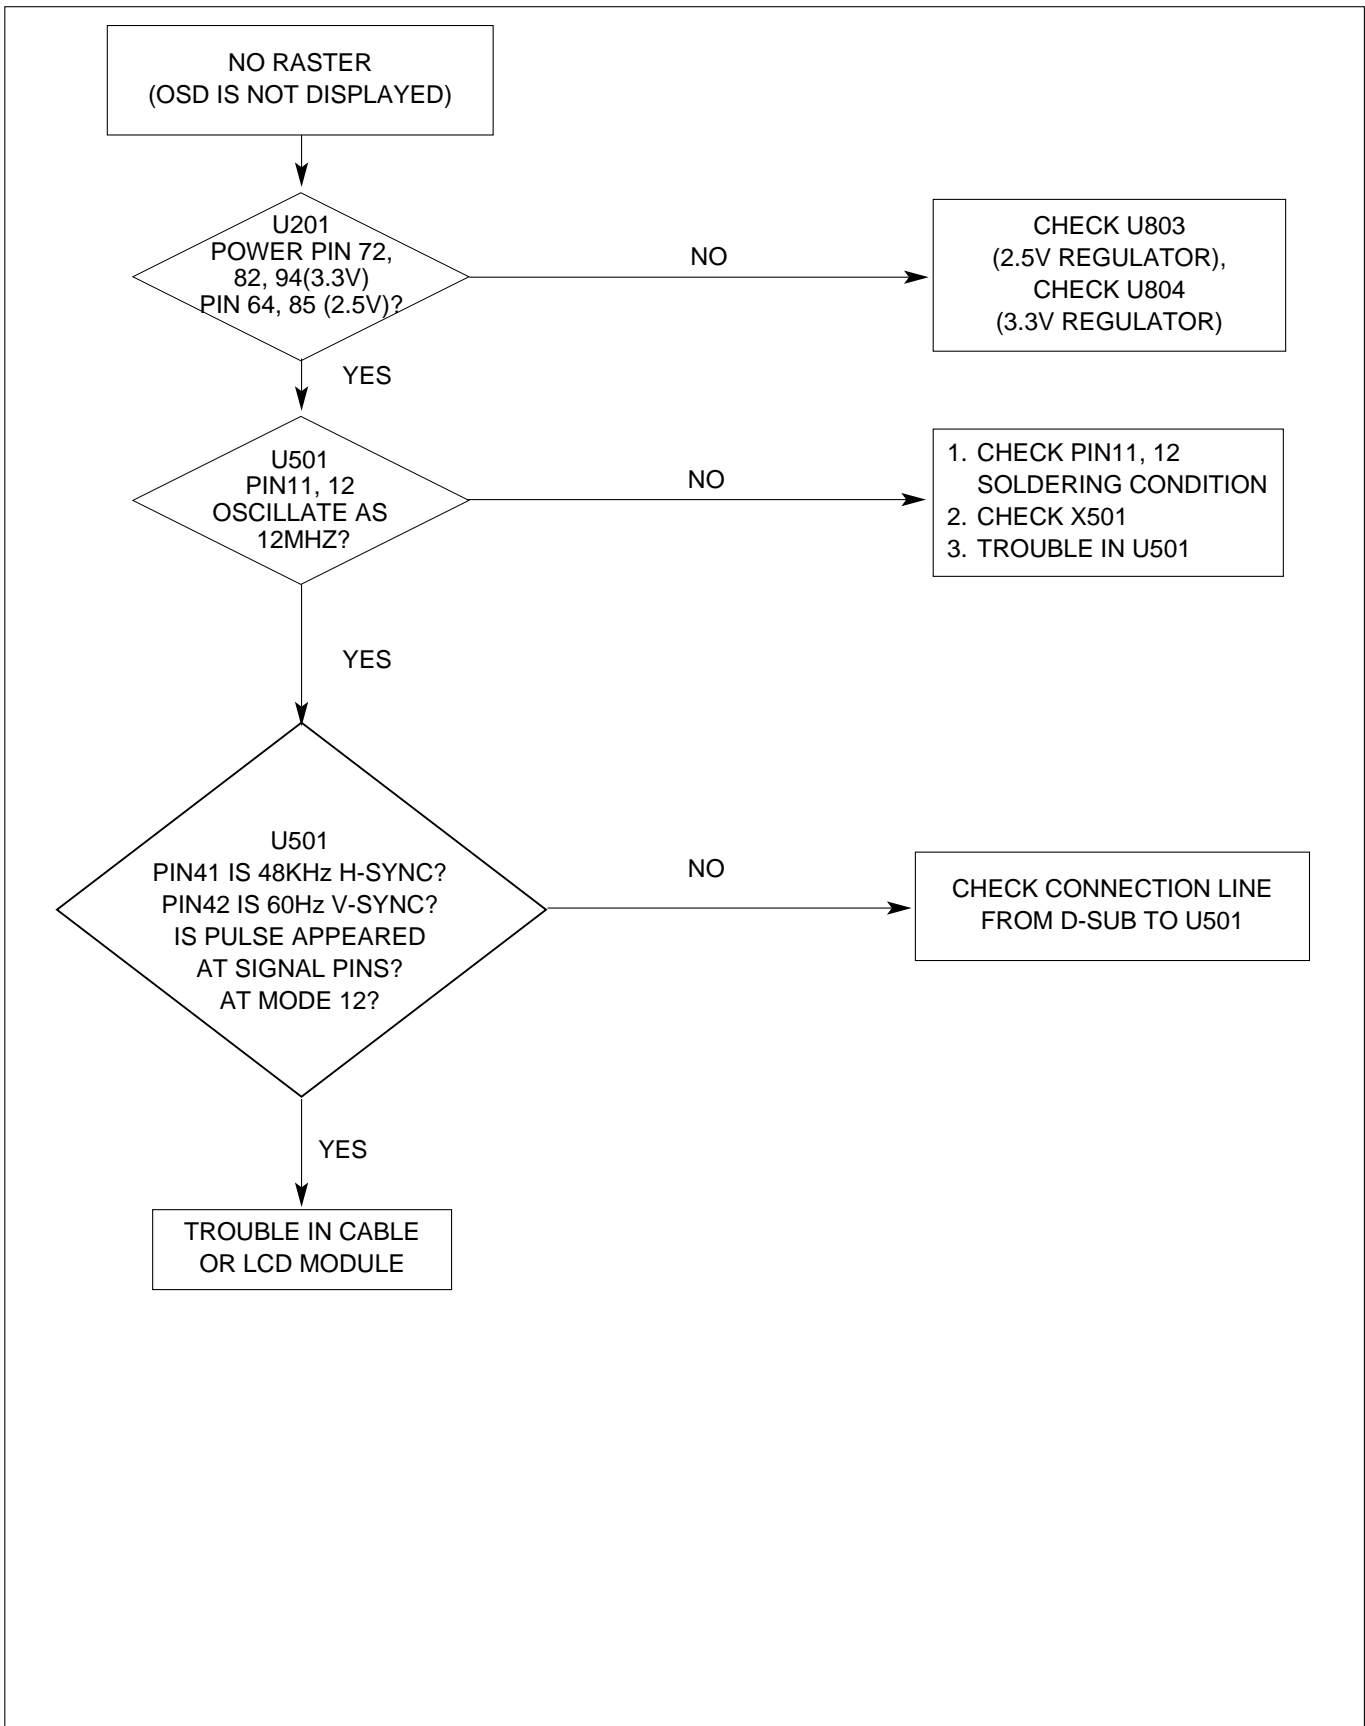 NO RASTER
(OSD IS NOT DISPLAYED)
U201
POWER PIN 72,
82, 94(3.3V)
PIN 64, 85 (2.5V)?
NO
CHECK U803
(2.5V REGULATOR),
CHECK U804
(3.3V REGULATOR)
YES
U501
PIN11, 12
OSCILLATE AS
12MHZ?
NO
1. CHECK PIN11, 12
SOLDERING CONDITION
2. CHECK X501
3. TROUBLE IN U501
YES
U501
PIN41 IS 48KHz H-SYNC?
PIN42 IS 60Hz V-SYNC?
IS PULSE APPEARED
AT SIGNAL PINS?
AT MODE 12?
NO
CHECK CONNECTION LINE
FROM D-SUB TO U501
YES
TROUBLE IN CABLE
OR LCD MODULE